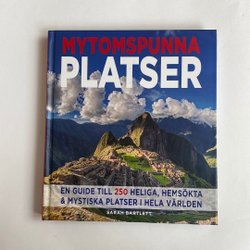 MYTOMSPUNNA
PLATSER
EN GUIDE TILL 250 HELIGA, HEMSÖKTA
& MYSTISKA PLATSER I HELA VÄRLDEN
SARAH BARTLETT